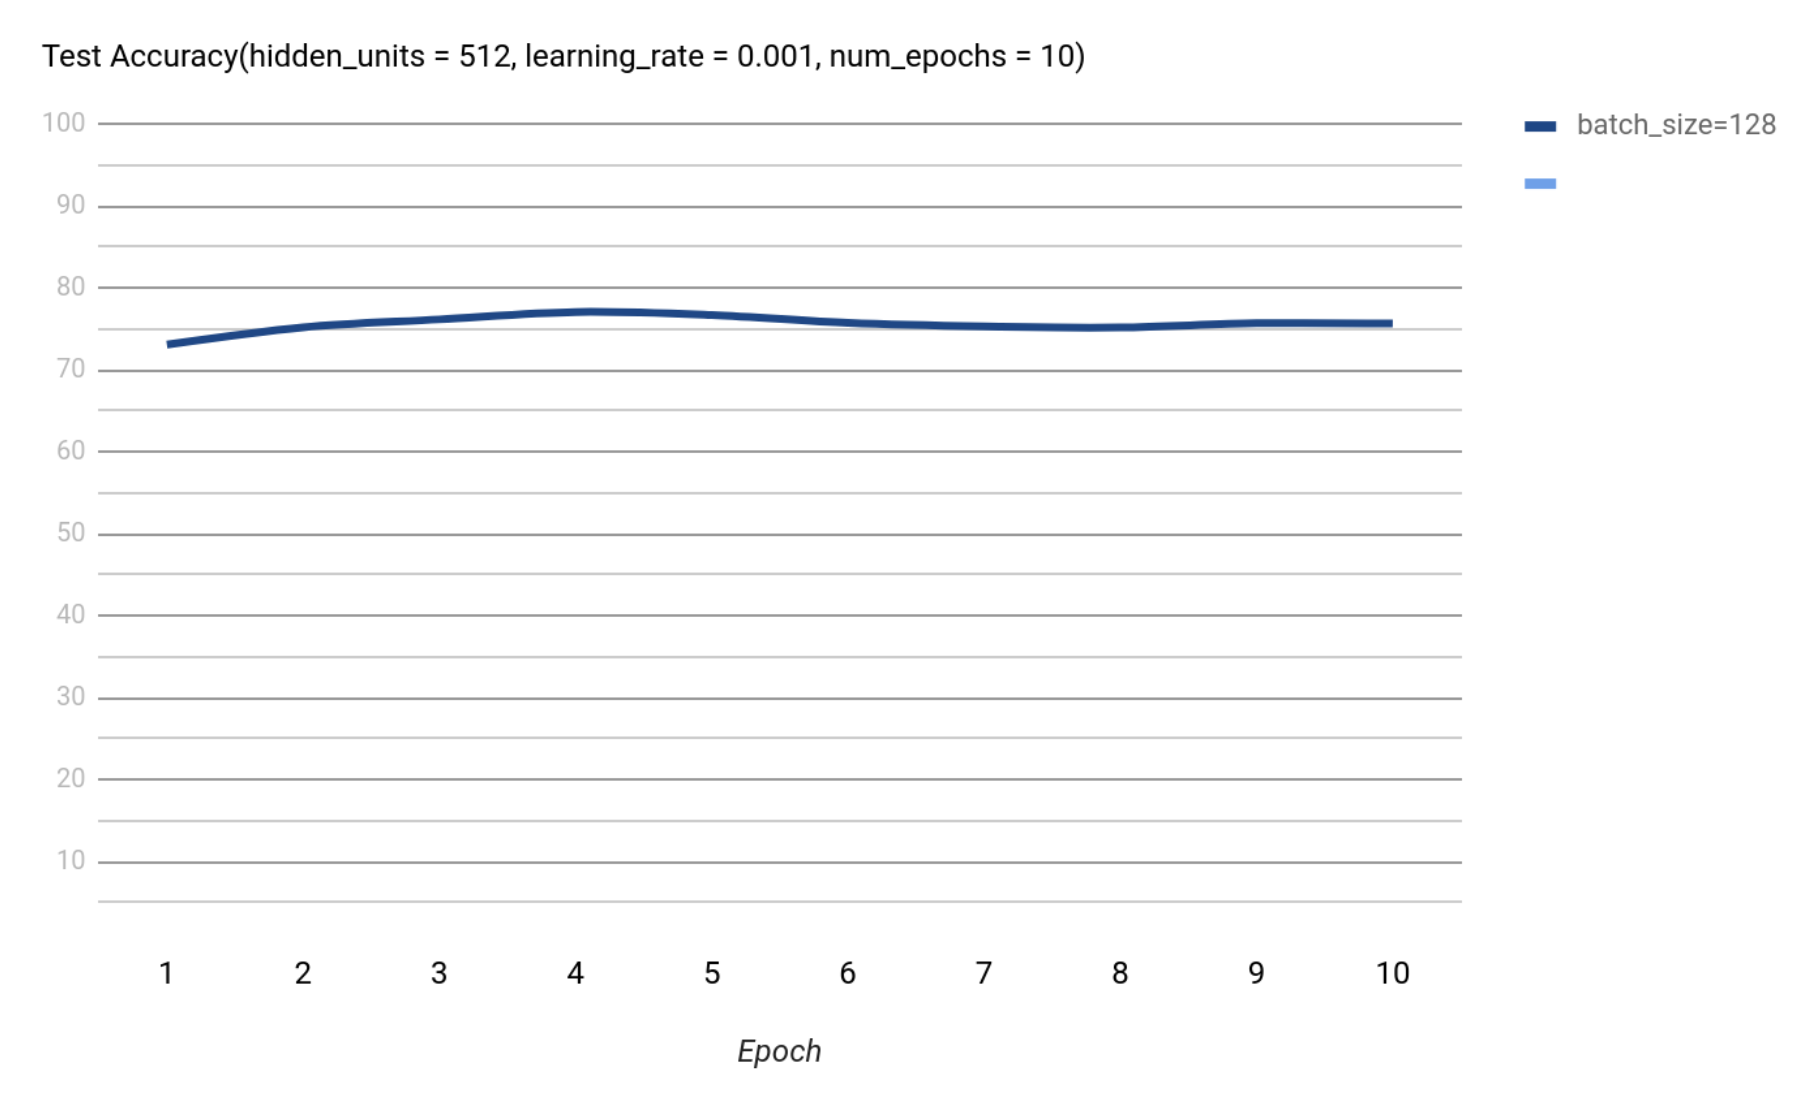 Test Accuracy(hidden_units = 512, learning_rate = 0.001, num_epochs = 10)
batch_size=128
100
90
80
70
60
50
40
30
20
10
1 2 3 4 5 6 7 8 9 10
Epoch